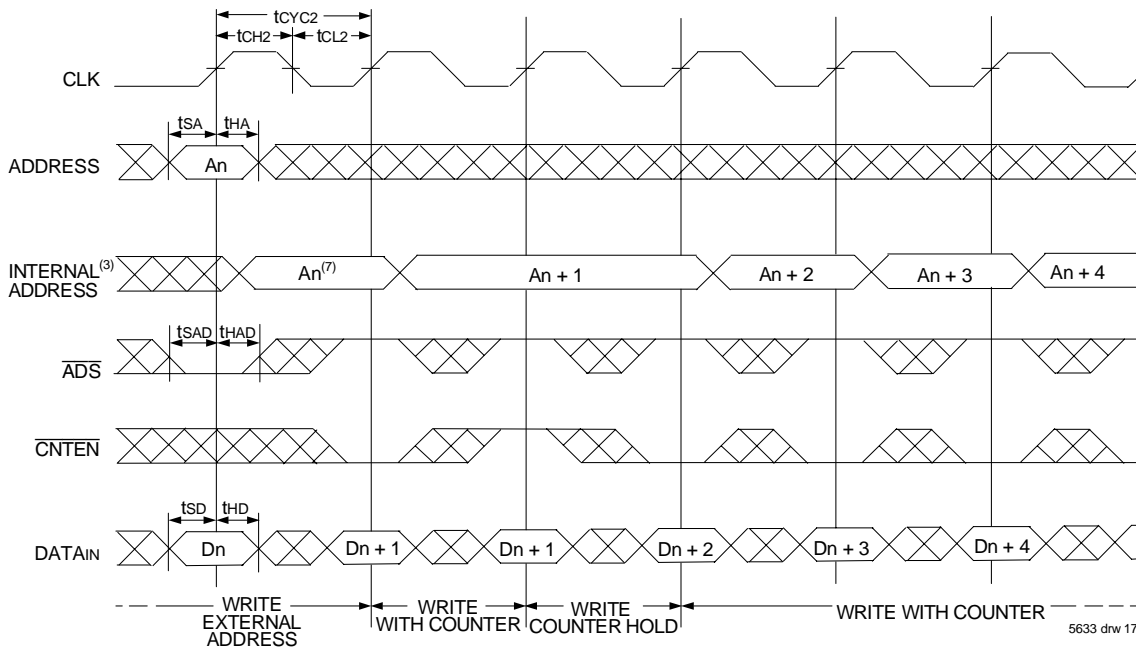 tCYC2
tCH2 tCL2
CLK
tSA tHA
ADDRESS An
INTERNAL(3) ADDRESS An(7) An + 1 An + 2 An + 3 An + 4
tSAD tHAD
ADS
CNTEN
tSD tHD
DATAIN Dn Dn + 1 Dn + 1 Dn + 2 Dn + 3 Dn + 4
WRITE EXTERNAL ADDRESS
WRITE WITH COUNTER
WRITE COUNTER HOLD
WRITE WITH COUNTER
5633 drw 17